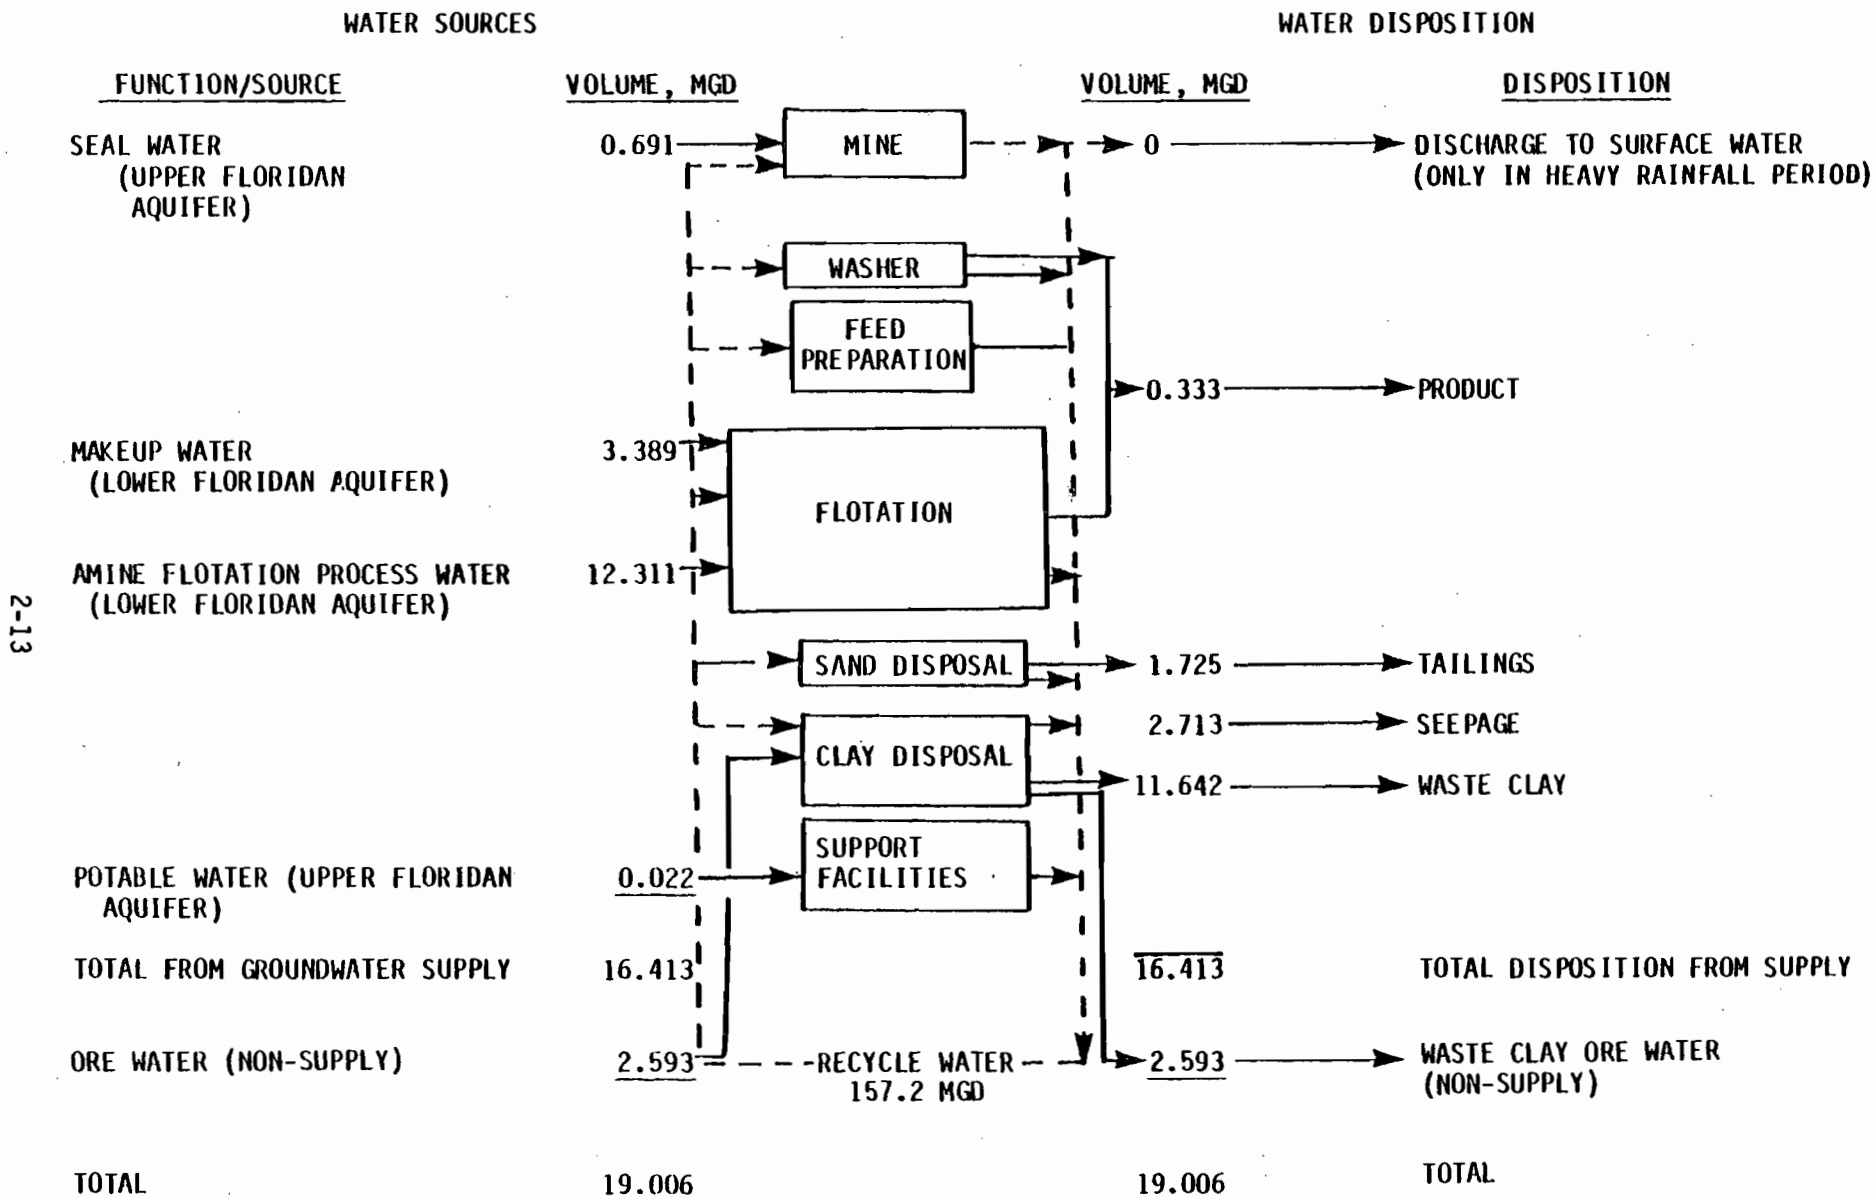 WATER SOURCES WATER DISPOSITION
FUNCTION/SOURCE VOLUME, MGD VOLUME, MGD DISPOSITION
SEAL WATER 0.691 MINE 0 DISCHARGE TO SURFACE WATER
(UPPER FLORIDAN (ONLY IN HEAVY RAINFALL PERIOD)
AQUIFER)
WASHER
FEED
PREPARATION
0.333 PRODUCT
MAKEUP WATER 3.389
(LOWER FLORIDAN AQUIFER)
FLOTATION
AMINE FLOTATION PROCESS WATER 12.311
(LOWER FLORIDAN AQUIFER)
2-13
SAND DISPOSAL 1.725 TAILINGS
2.713 SEEPAGE
CLAY DISPOSAL
11.642 WASTE CLAY
SUPPORT
FACILITIES
POTABLE WATER (UPPER FLORIDAN 0.022
AQUIFER)
TOTAL FROM GROUNDWATER SUPPLY 16.413 16.413 TOTAL DISPOSITION FROM SUPPLY
ORE WATER (NON-SUPPLY) 2.593 RECYCLE WATER 2.593 WASTE CLAY ORE WATER
157.2 MGD (NON-SUPPLY)
TOTAL 19.006 19.006 TOTAL